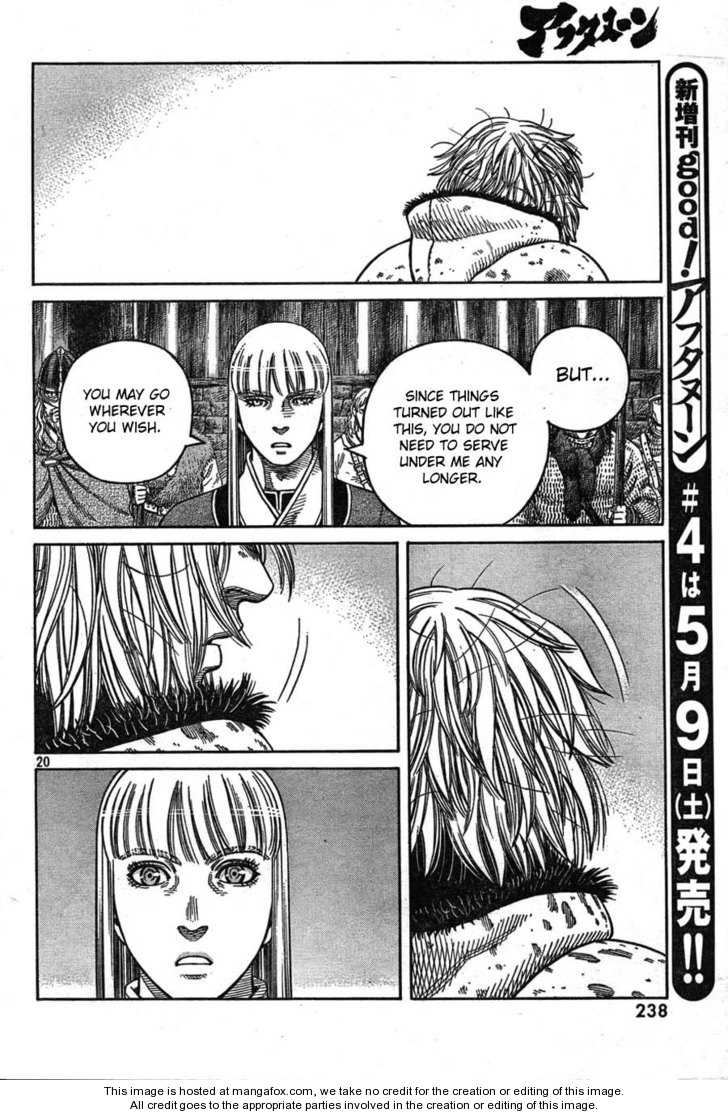 アフタヌーン
新増刊good!アフタヌーン#4は5月9日(土)発売!!
BUT...
SINCE THINGS
TURNED OUT LIKE
THIS, YOU DO NOT
NEED TO SERVE
UNDER ME ANY
LONGER.
YOU MAY GO
WHEREVER
YOU WISH.
20
238
This image is hosted at mangafox.com, we take no credit for the creation or editing of this image.
All credit goes to the appropriate parties involved in the creation and editing of this image.